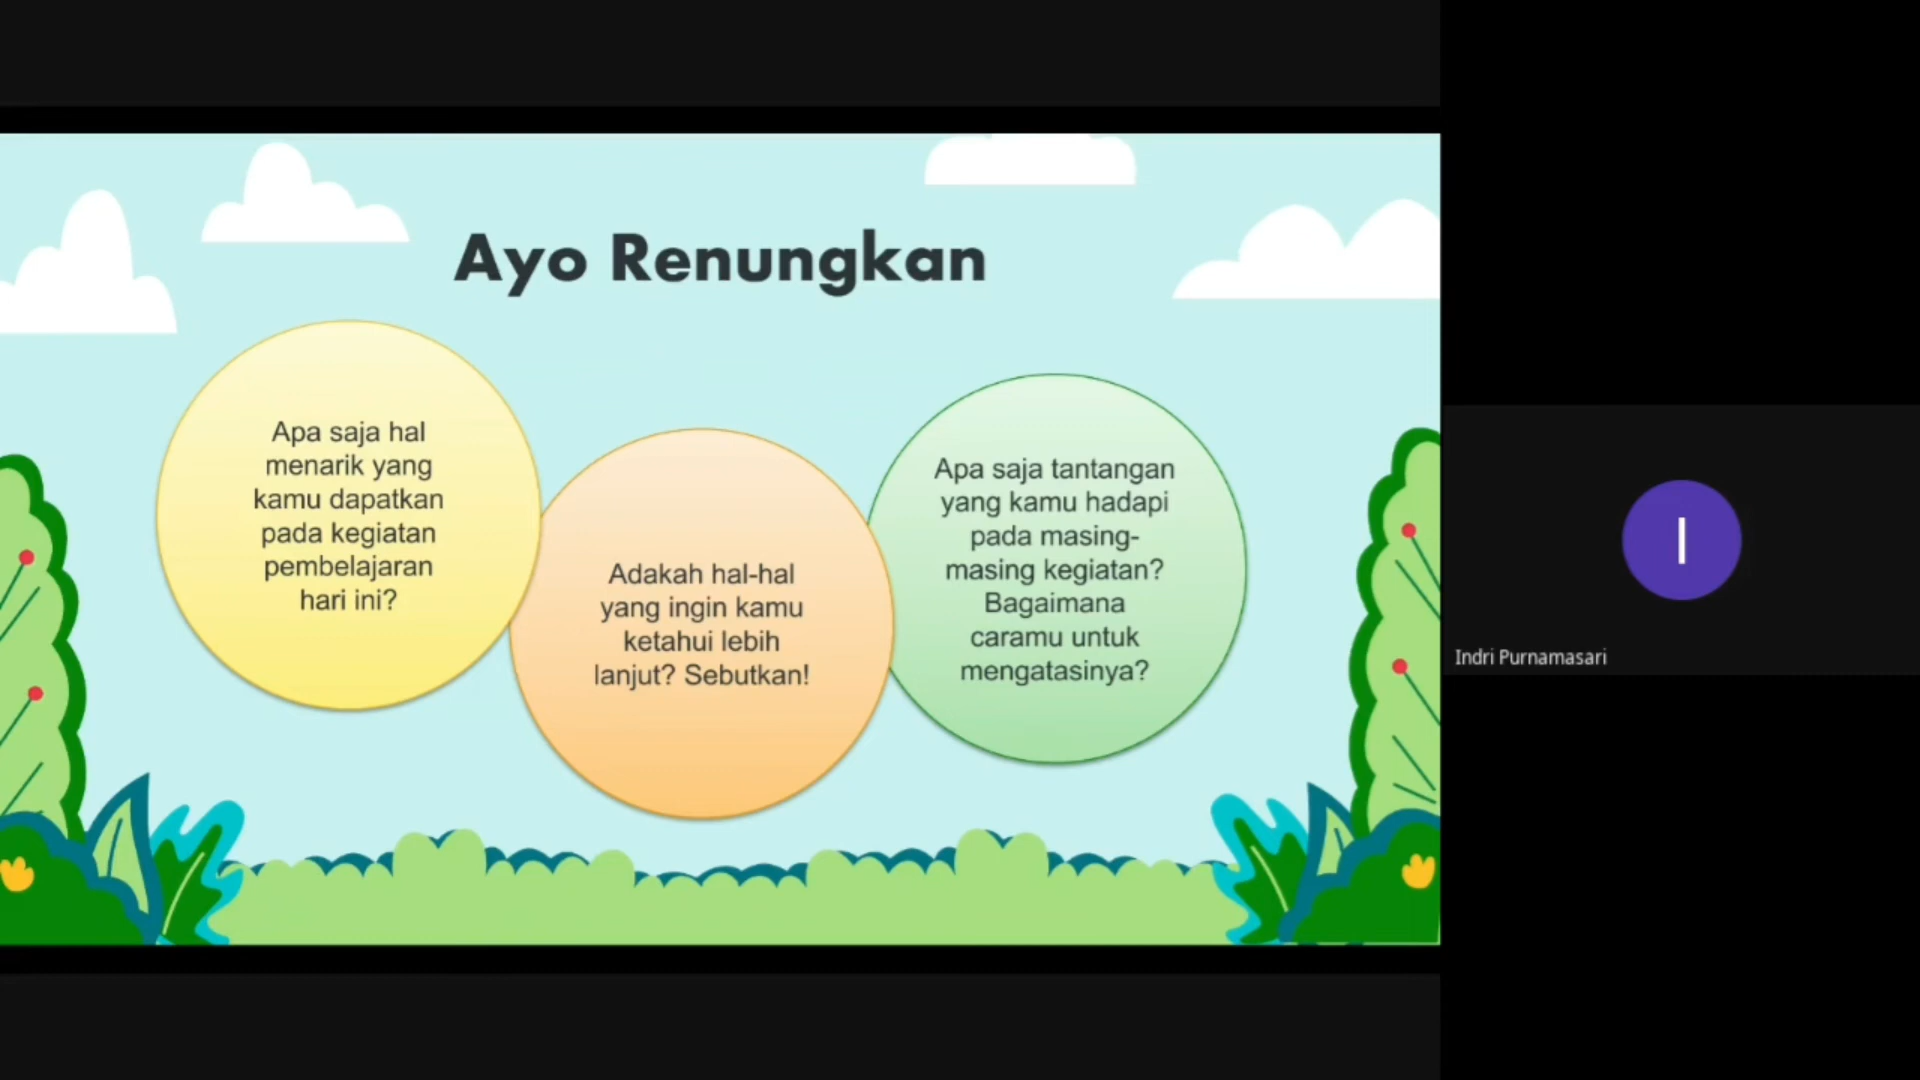 Ayo Renungkan
Apa saja hal
menarik yang
kamu dapatkan
pada kegiatan
pembelajaran
hari ini?
Adakah hal-hal
yang ingin kamu
ketahui lebih
lanjut? Sebutkan!
Apa saja tantangan
yang kamu hadapi
pada masing-
masing kegiatan?
Bagaimana
caramu untuk
mengatasinya?
I
Indri Purnamasari